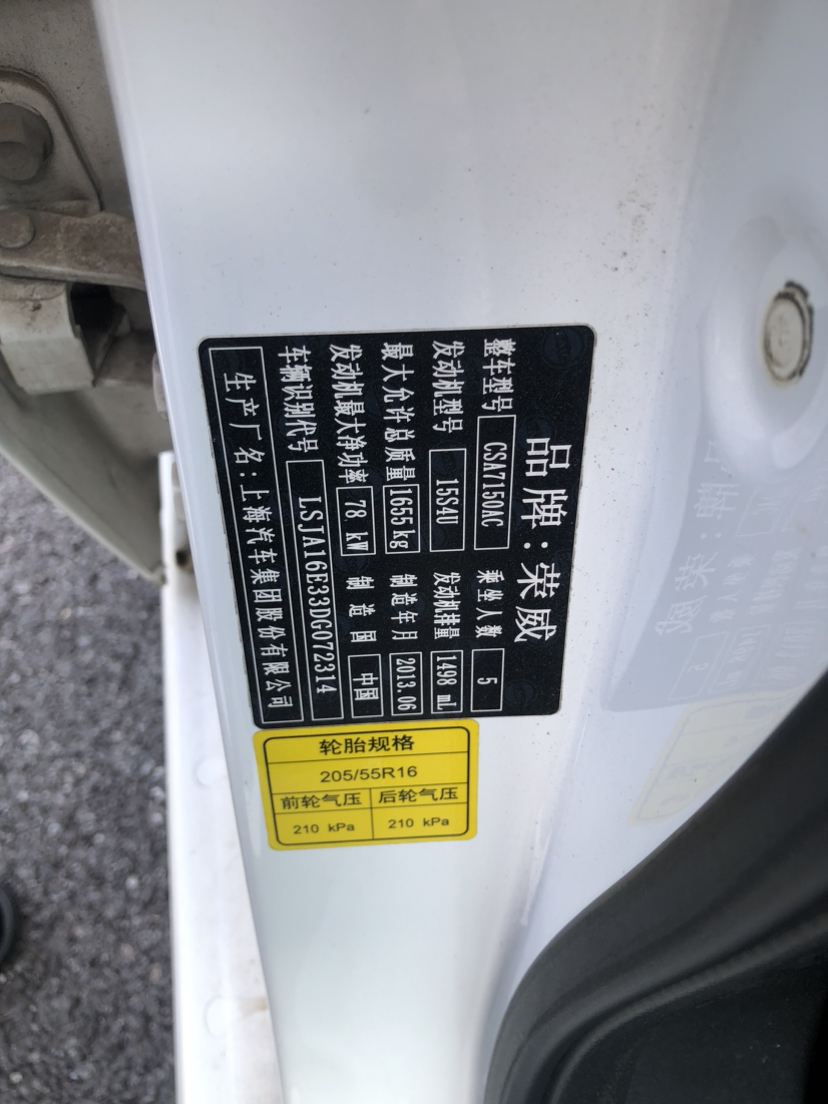 品牌:荣威
整车型号 CSA7150AC 乘坐人数 5
发动机型号 15S4U 发动机排量 1498 mL
最大允许总质量 1655 kg 制造年月 2013.06
发动机最大净功率 78 kW 制造国 中国
车辆识别代号 LSJA16E33DG072314
生产厂名:上海汽车集团股份有限公司
轮胎规格
205/55R16
前轮气压 后轮气压
210 kPa 210 kPa